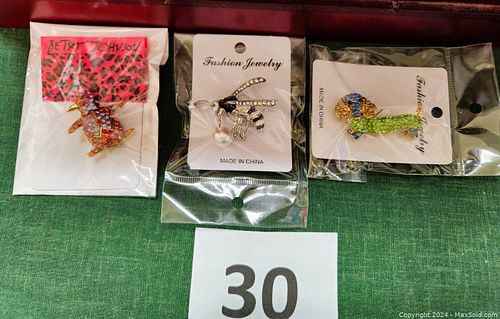 BETSEY JOHNSON
Fashion Jewelry
MADE IN CHINA
Fashion Jewelry
MADE IN CHINA
30
Copyright 2024 - MaxSold.com